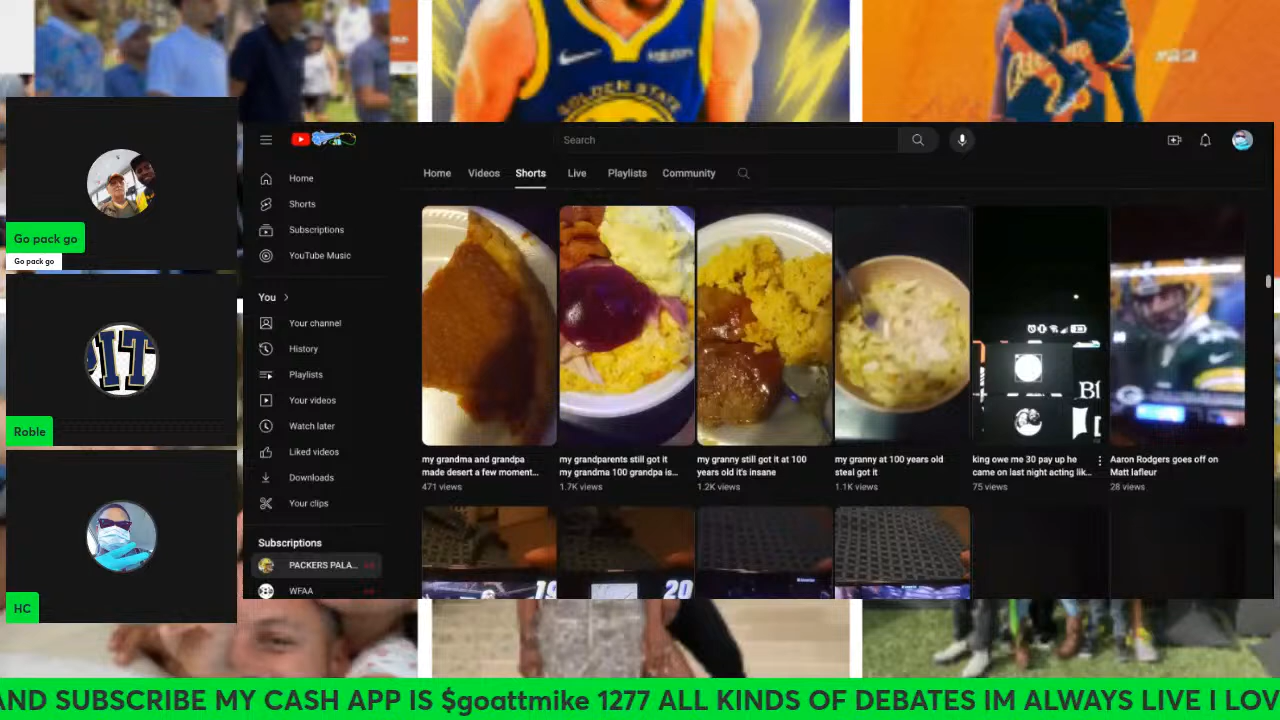 GOLDEN STATE
Search
Home
Videos
Shorts
Live
Playlists
Community
Home
Shorts
Subscriptions
YouTube Music
You
Your channel
History
Playlists
Your videos
Watch later
Liked videos
Downloads
Your clips
Subscriptions
PACKERS PALA...
WFAA
Go pack go
Go pack go
PIT
Roble
HC
my grandma and grandpa
made desert a few moment...
471 views
my grandparents still got it
my grandma 100 grandpa is...
1.7K views
my granny still got it at 100
years old it's insane
1.2K views
my granny at 100 years old
steal got it
1.1K views
king owe me 30 pay up he
came on last night acting lik...
75 views
Aaron Rodgers goes off on
Matt lafleur
28 views
19
20
AND SUBSCRIBE MY CASH APP IS $goattmike 1277 ALL KINDS OF DEBATES IM ALWAYS LIVE I LOV